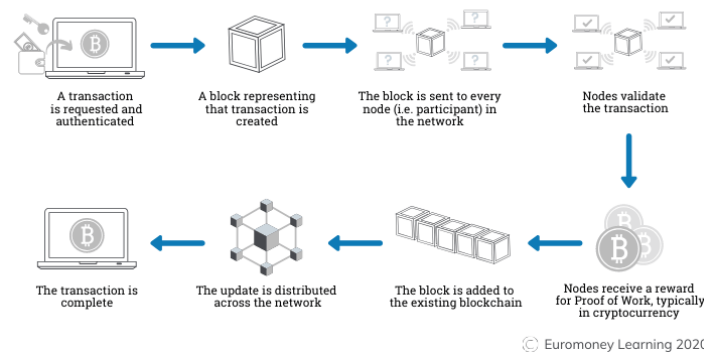 A transaction
is requested and
authenticated
A block representing
that transaction is
created
The block is sent to every
node (i.e. participant) in
the network
Nodes validate
the transaction
Nodes receive a reward
for Proof of Work, typically
in cryptocurrency
The block is added to
the existing blockchain
The update is distributed
across the network
The transaction is
complete
© Euromoney Learning 2020